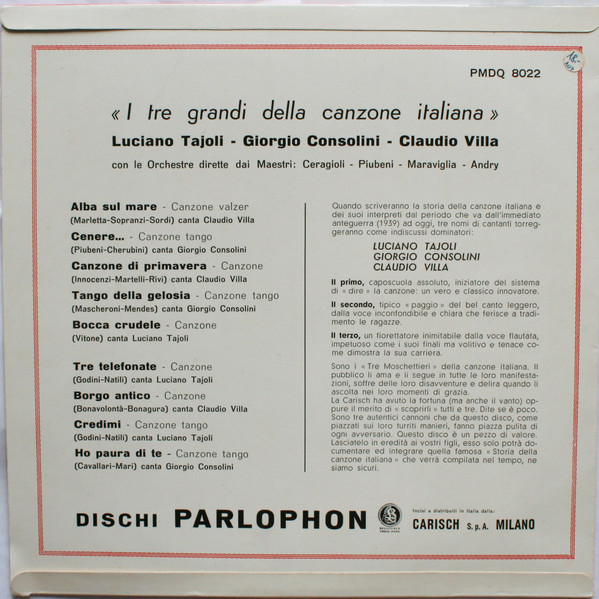 PMDQ 8022
« I tre grandi della canzone italiana »
Luciano Tajoli - Giorgio Consolini - Claudio Villa
con le Orchestre dirette dai Maestri: Ceragioli - Piubeni - Maraviglia - Andry
Alba sul mare - Canzone valzer
(Marletta-Sopranzi-Sordi) canta Claudio Villa
Cenere... - Canzone tango
(Piubeni-Cherubini) canta Giorgio Consolini
Canzone di primavera - Canzone
(Innocenzi-Martelli-Rivi) canta Claudio Villa
Tango della gelosia - Canzone tango
(Mascheroni-Mendes) canta Giorgio Consolini
Bocca crudele - Canzone
(Vitone) canta Luciano Tajoli
Tre telefonate - Canzone
(Godini-Natili) canta Luciano Tajoli
Borgo antico - Canzone
(Bonavolontà-Bonagura) canta Claudio Villa
Credimi - Canzone tango
(Godini-Natili) canta Luciano Tajoli
Ho paura di te - Canzone tango
(Cavallari-Mari) canta Giorgio Consolini
Quando scriveranno la storia della canzone italiana e
dei suoi interpreti dal periodo che va dall'immediato
anteguerra (1939) ad oggi, tre nomi di cantanti torreg-
geranno come indiscussi dominatori:
LUCIANO TAJOLI
GIORGIO CONSOLINI
CLAUDIO VILLA
Il primo, caposcuola assoluto, iniziatore del sistema
di « dire » la canzone: un vero e classico innovatore.
Il secondo, tipico « paggio » del bel canto leggero,
dalla voce inconfondibile e chiara che ferisce a tradi-
mento le ragazze.
Il terzo, un fiorettatore inimitabile dalla voce flautata,
impetuoso come i suoi finali ma volitivo e tenace co-
me dimostra la sua carriera.
Sono i « Tre Moschettieri » della canzone italiana. Il
pubblico li ama e li segue in tutte le loro manifesta-
zioni, soffre delle loro disavventure e delira quando li
ascolta nei loro momenti di grazia.
La Carisch ha avuto la fortuna (ma anche il vanto) op-
pure il merito di « scoprirli » tutti e tre. Dite se è poco.
Sono tre autentici cannoni che da questo disco, come
piazzati sui loro turriti manieri, fanno piazza pulita di
ogni avversario. Questo disco è un pezzo di valore.
Lasciatelo in eredità ai vostri figli, esso solo potrà do-
cumentare ed integrare quella famosa « Storia della
canzone italiana » che verrà compilata nel tempo, ne
siamo sicuri.
DISCHI PARLOPHON
Incisi e distribuiti in Italia dalla:
CARISCH S.p.A. MILANO